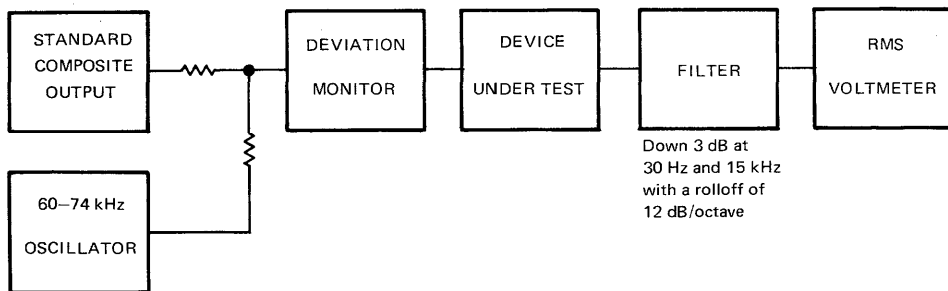 STANDARD
COMPOSITE
OUTPUT
DEVIATION
MONITOR
DEVICE
UNDER TEST
FILTER
RMS
VOLTMETER
Down 3 dB at
30 Hz and 15 kHz
with a rolloff of
12 dB/octave
60–74 kHz
OSCILLATOR